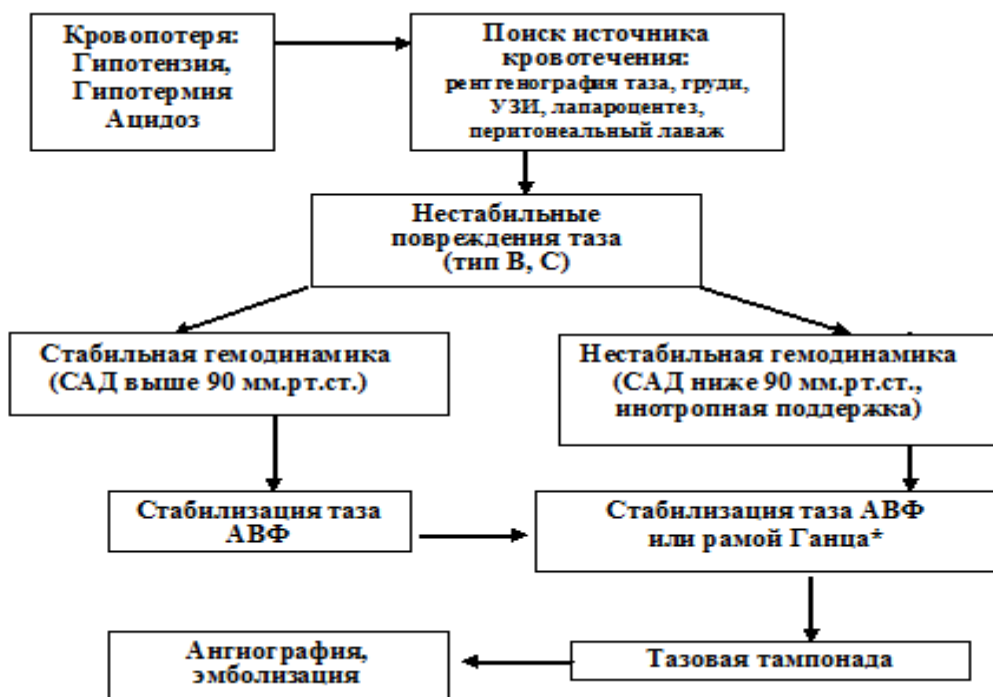 Кровопотеря:
Гипотензия,
Гипотермия
Ацидоз
Поиск источника
кровотечения:
рентгенография таза, груди,
УЗИ, лапароцентез,
перитонеальный лаваж
Нестабильные
повреждения таза
(тип В, С)
Стабильная гемодинамика
(САД выше 90 мм.рт.ст.)
Нестабильная гемодинамика
(САД ниже 90 мм.рт.ст.,
инотропная поддержка)
Стабилизация таза
АВФ
Стабилизация таза АВФ
или рамой Ганца*
Ангиография,
эмболизация
Тазовая тампонада